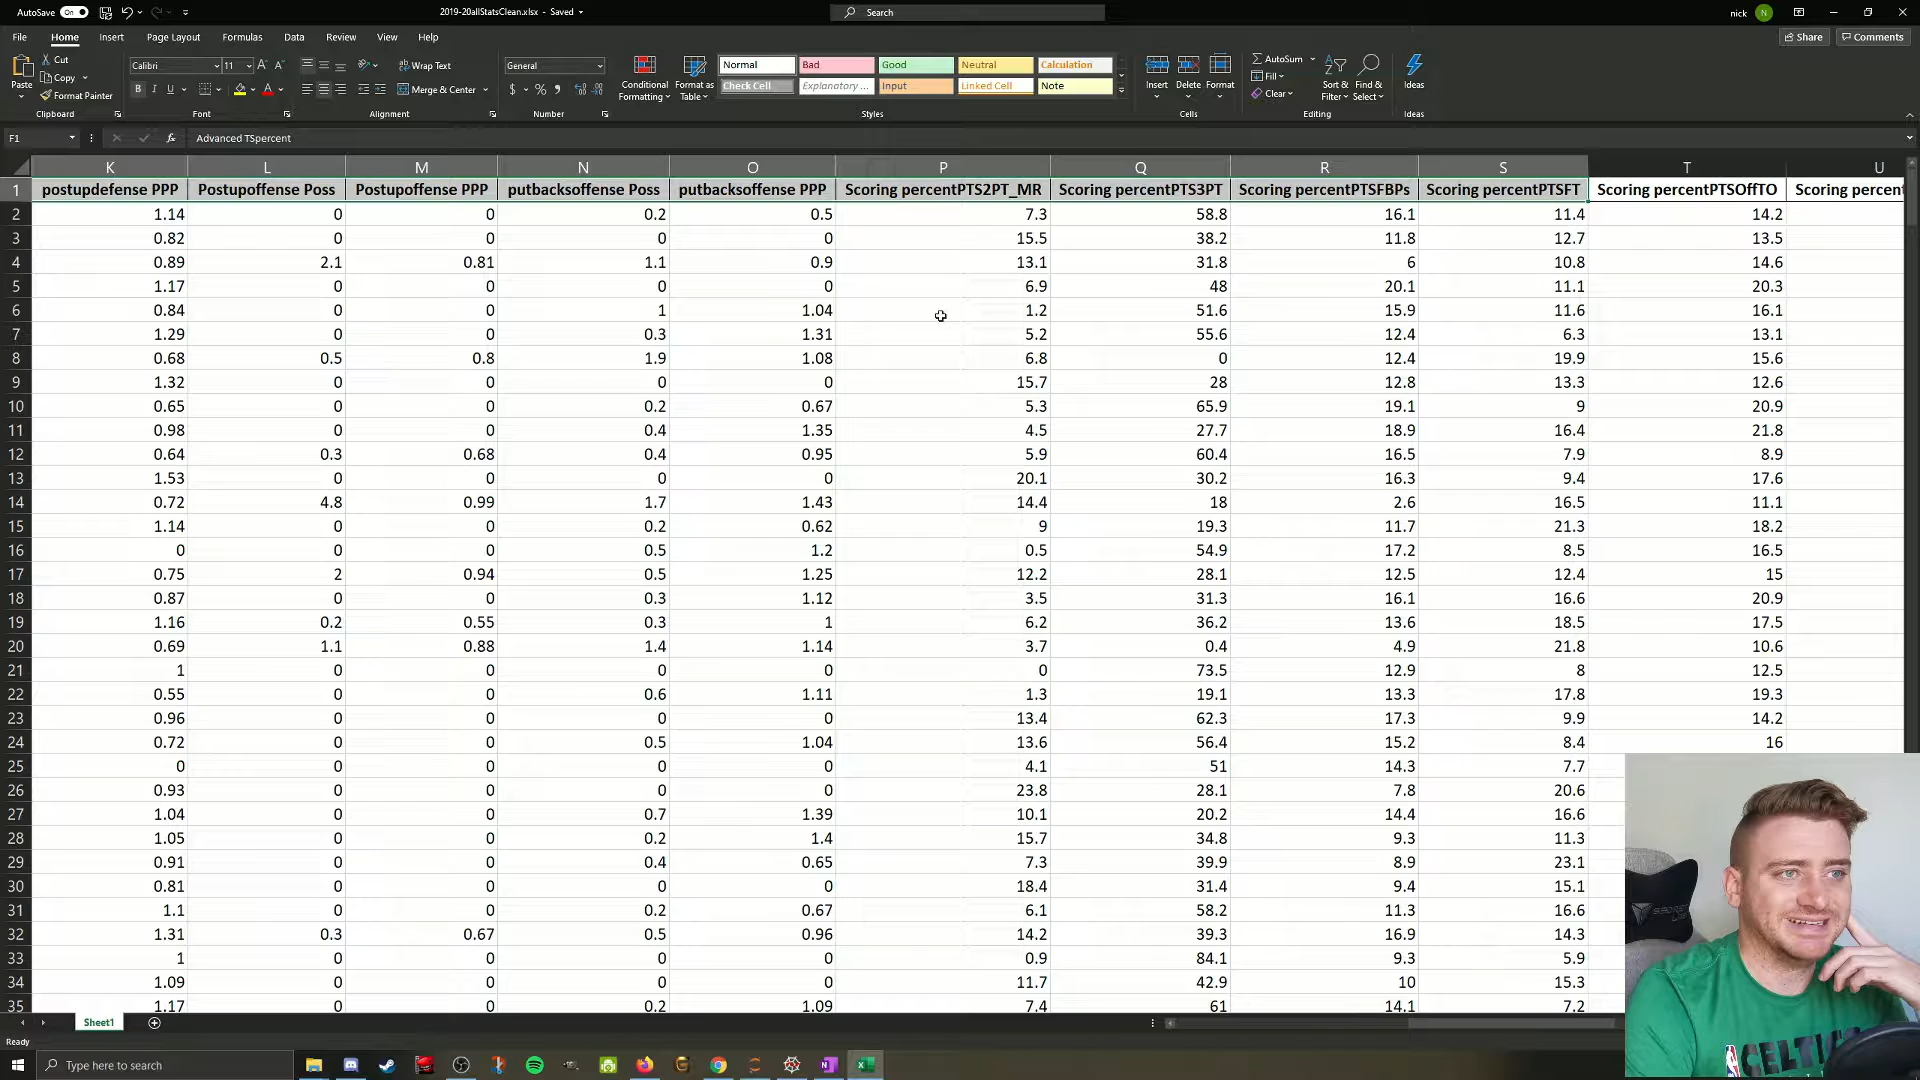 AutoSave On 2019-20allStatsClean.xlsx - Saved Search nick N
File Home Insert Page Layout Formulas Data Review View Help Share Comments
Paste Cut Copy Format Painter Calibri 11 Wrap Text Merge & Center General Conditional Formatting Format as Table Normal Bad Good Neutral Calculation Check Cell Explanatory ... Input Linked Cell Note Insert Delete Format AutoSum Fill Clear Sort & Filter Find & Select Ideas
Clipboard Font Alignment Number Styles Cells Editing Ideas
F1 fx Advanced TSpercent
K L M N O P Q R S T U
1 postupdefense PPP Postupoffense Poss Postupoffense PPP putbacksoffense Poss putbacksoffense PPP Scoring percentPTS2PT_MR Scoring percentPTS3PT Scoring percentPTSFBPs Scoring percentPTSFT Scoring percentPTSOffTO Scoring percent
2 1.14 0 0 0.2 0.5 7.3 58.8 16.1 11.4 14.2
3 0.82 0 0 0 0 15.5 38.2 11.8 12.7 13.5
4 0.89 2.1 0.81 1.1 0.9 13.1 31.8 6 10.8 14.6
5 1.17 0 0 0 0 6.9 48 20.1 11.1 20.3
6 0.84 0 0 1 1.04 1.2 51.6 15.9 11.6 16.1
7 1.29 0 0 0.3 1.31 5.2 55.6 12.4 6.3 13.1
8 0.68 0.5 0.8 1.9 1.08 6.8 0 12.4 19.9 15.6
9 1.32 0 0 0 0 15.7 28 12.8 13.3 12.6
10 0.65 0 0 0.2 0.67 5.3 65.9 19.1 9 20.9
11 0.98 0 0 0.4 1.35 4.5 27.7 18.9 16.4 21.8
12 0.64 0.3 0.68 0.4 0.95 5.9 60.4 16.5 7.9 8.9
13 1.53 0 0 0 0 20.1 30.2 16.3 9.4 17.6
14 0.72 4.8 0.99 1.7 1.43 14.4 18 2.6 16.5 11.1
15 1.14 0 0 0.2 0.62 9 19.3 11.7 21.3 18.2
16 0 0 0 0.5 1.2 0.5 54.9 17.2 8.5 16.5
17 0.75 2 0.94 0.5 1.25 12.2 28.1 12.5 12.4 15
18 0.87 0 0 0.3 1.12 3.5 31.3 16.1 16.6 20.9
19 1.16 0.2 0.55 0.3 1 6.2 36.2 13.6 18.5 17.5
20 0.69 1.1 0.88 1.4 1.14 3.7 0.4 4.9 21.8 10.6
21 1 0 0 0 0 0 73.5 12.9 8 12.5
22 0.55 0 0 0.6 1.11 1.3 19.1 13.3 17.8 19.3
23 0.96 0 0 0 0 13.4 62.3 17.3 9.9 14.2
24 0.72 0 0 0.5 1.04 13.6 56.4 15.2 8.4 16
25 0 0 0 0 0 4.1 51 14.3 7.7
26 0.93 0 0 0 0 23.8 28.1 7.8 20.6
27 1.04 0 0 0.7 1.39 10.1 20.2 14.4 16.6
28 1.05 0 0 0.2 1.4 15.7 34.8 9.3 11.3
29 0.91 0 0 0.4 0.65 7.3 39.9 8.9 23.1
30 0.81 0 0 0 0 18.4 31.4 9.4 15.1
31 1.1 0 0 0.2 0.67 6.1 58.2 11.3 16.6
32 1.31 0.3 0.67 0.5 0.96 14.2 39.3 16.9 14.3
33 1 0 0 0 0 0.9 84.1 9.3 5.9
34 1.09 0 0 0 0 11.7 42.9 10 15.3
35 1.17 0 0 0.2 1.09 7.4 61 14.1 7.2
Sheet1
Ready
Type here to search
CELTICS